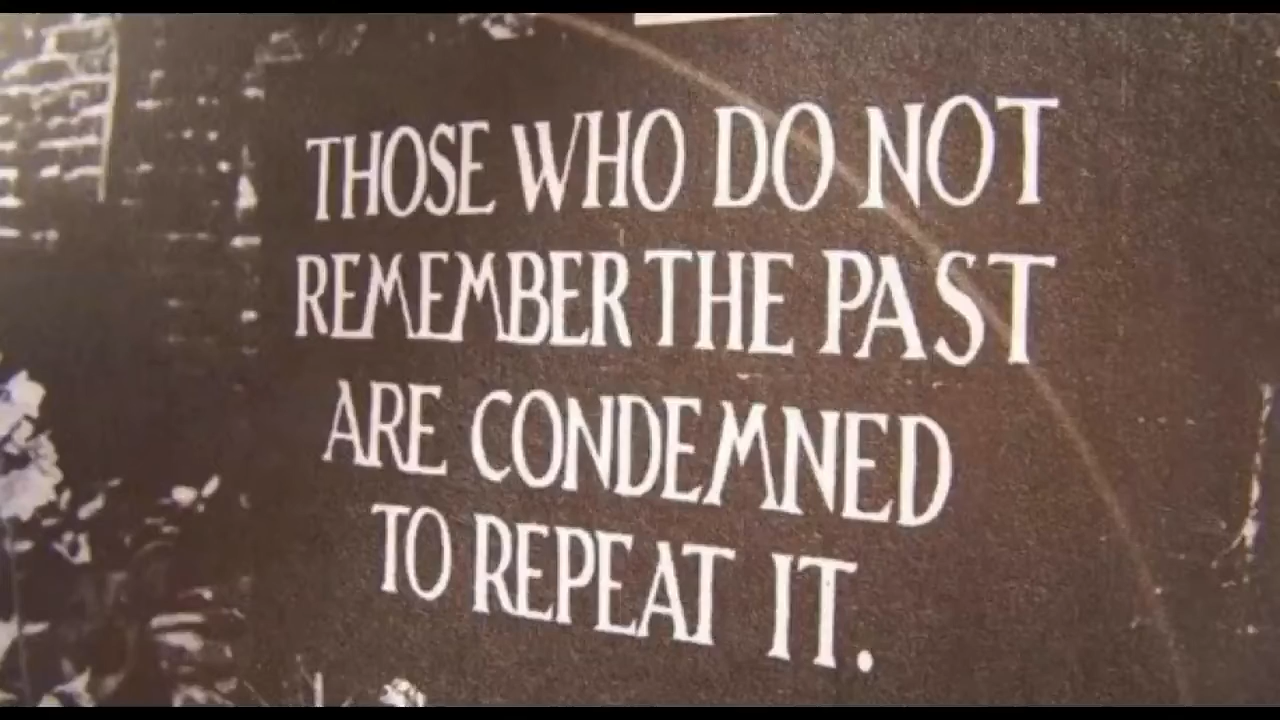 THOSE WHO DO NOT
REMEMBER THE PAST
ARE CONDEMNED
TO REPEAT IT.